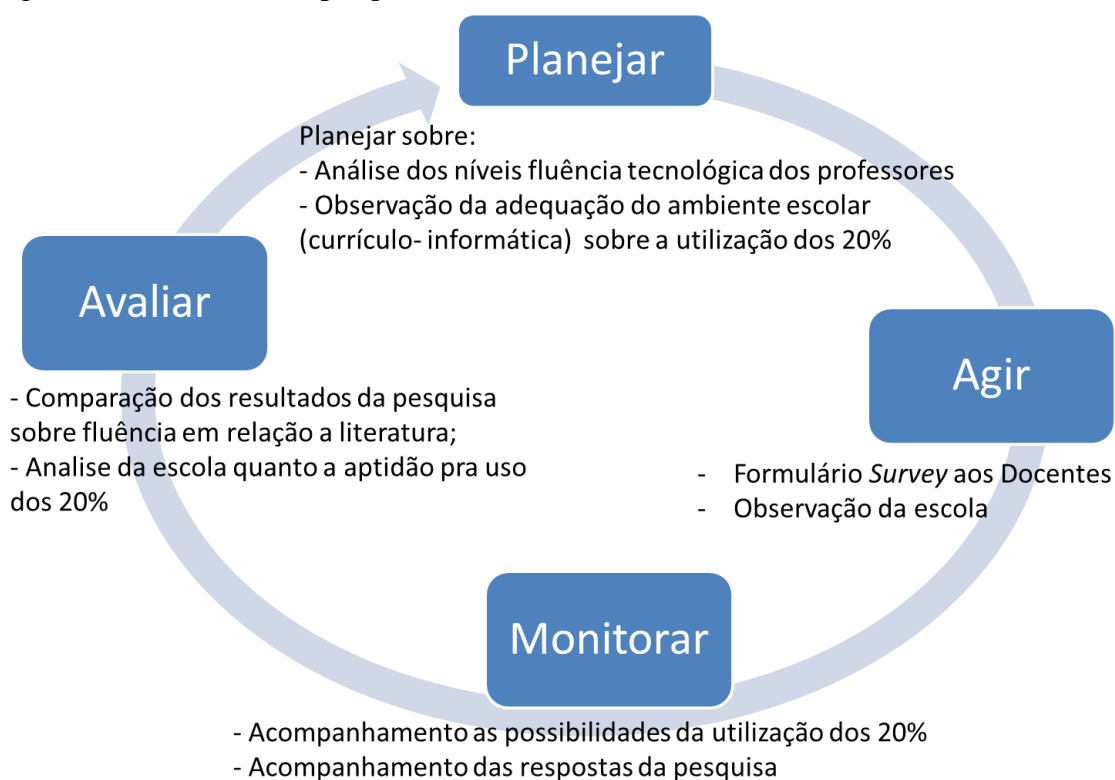 Planejar
Planejar sobre:
- Análise dos níveis fluência tecnológica dos professores
- Observação da adequação do ambiente escolar
(currículo- informática) sobre a utilização dos 20%
Agir
- Formulário Survey aos Docentes
- Observação da escola
Monitorar
- Acompanhamento as possibilidades da utilização dos 20%
- Acompanhamento das respostas da pesquisa
Avaliar
- Comparação dos resultados da pesquisa
sobre fluência em relação a literatura;
- Analise da escola quanto a aptidão pra uso
dos 20%